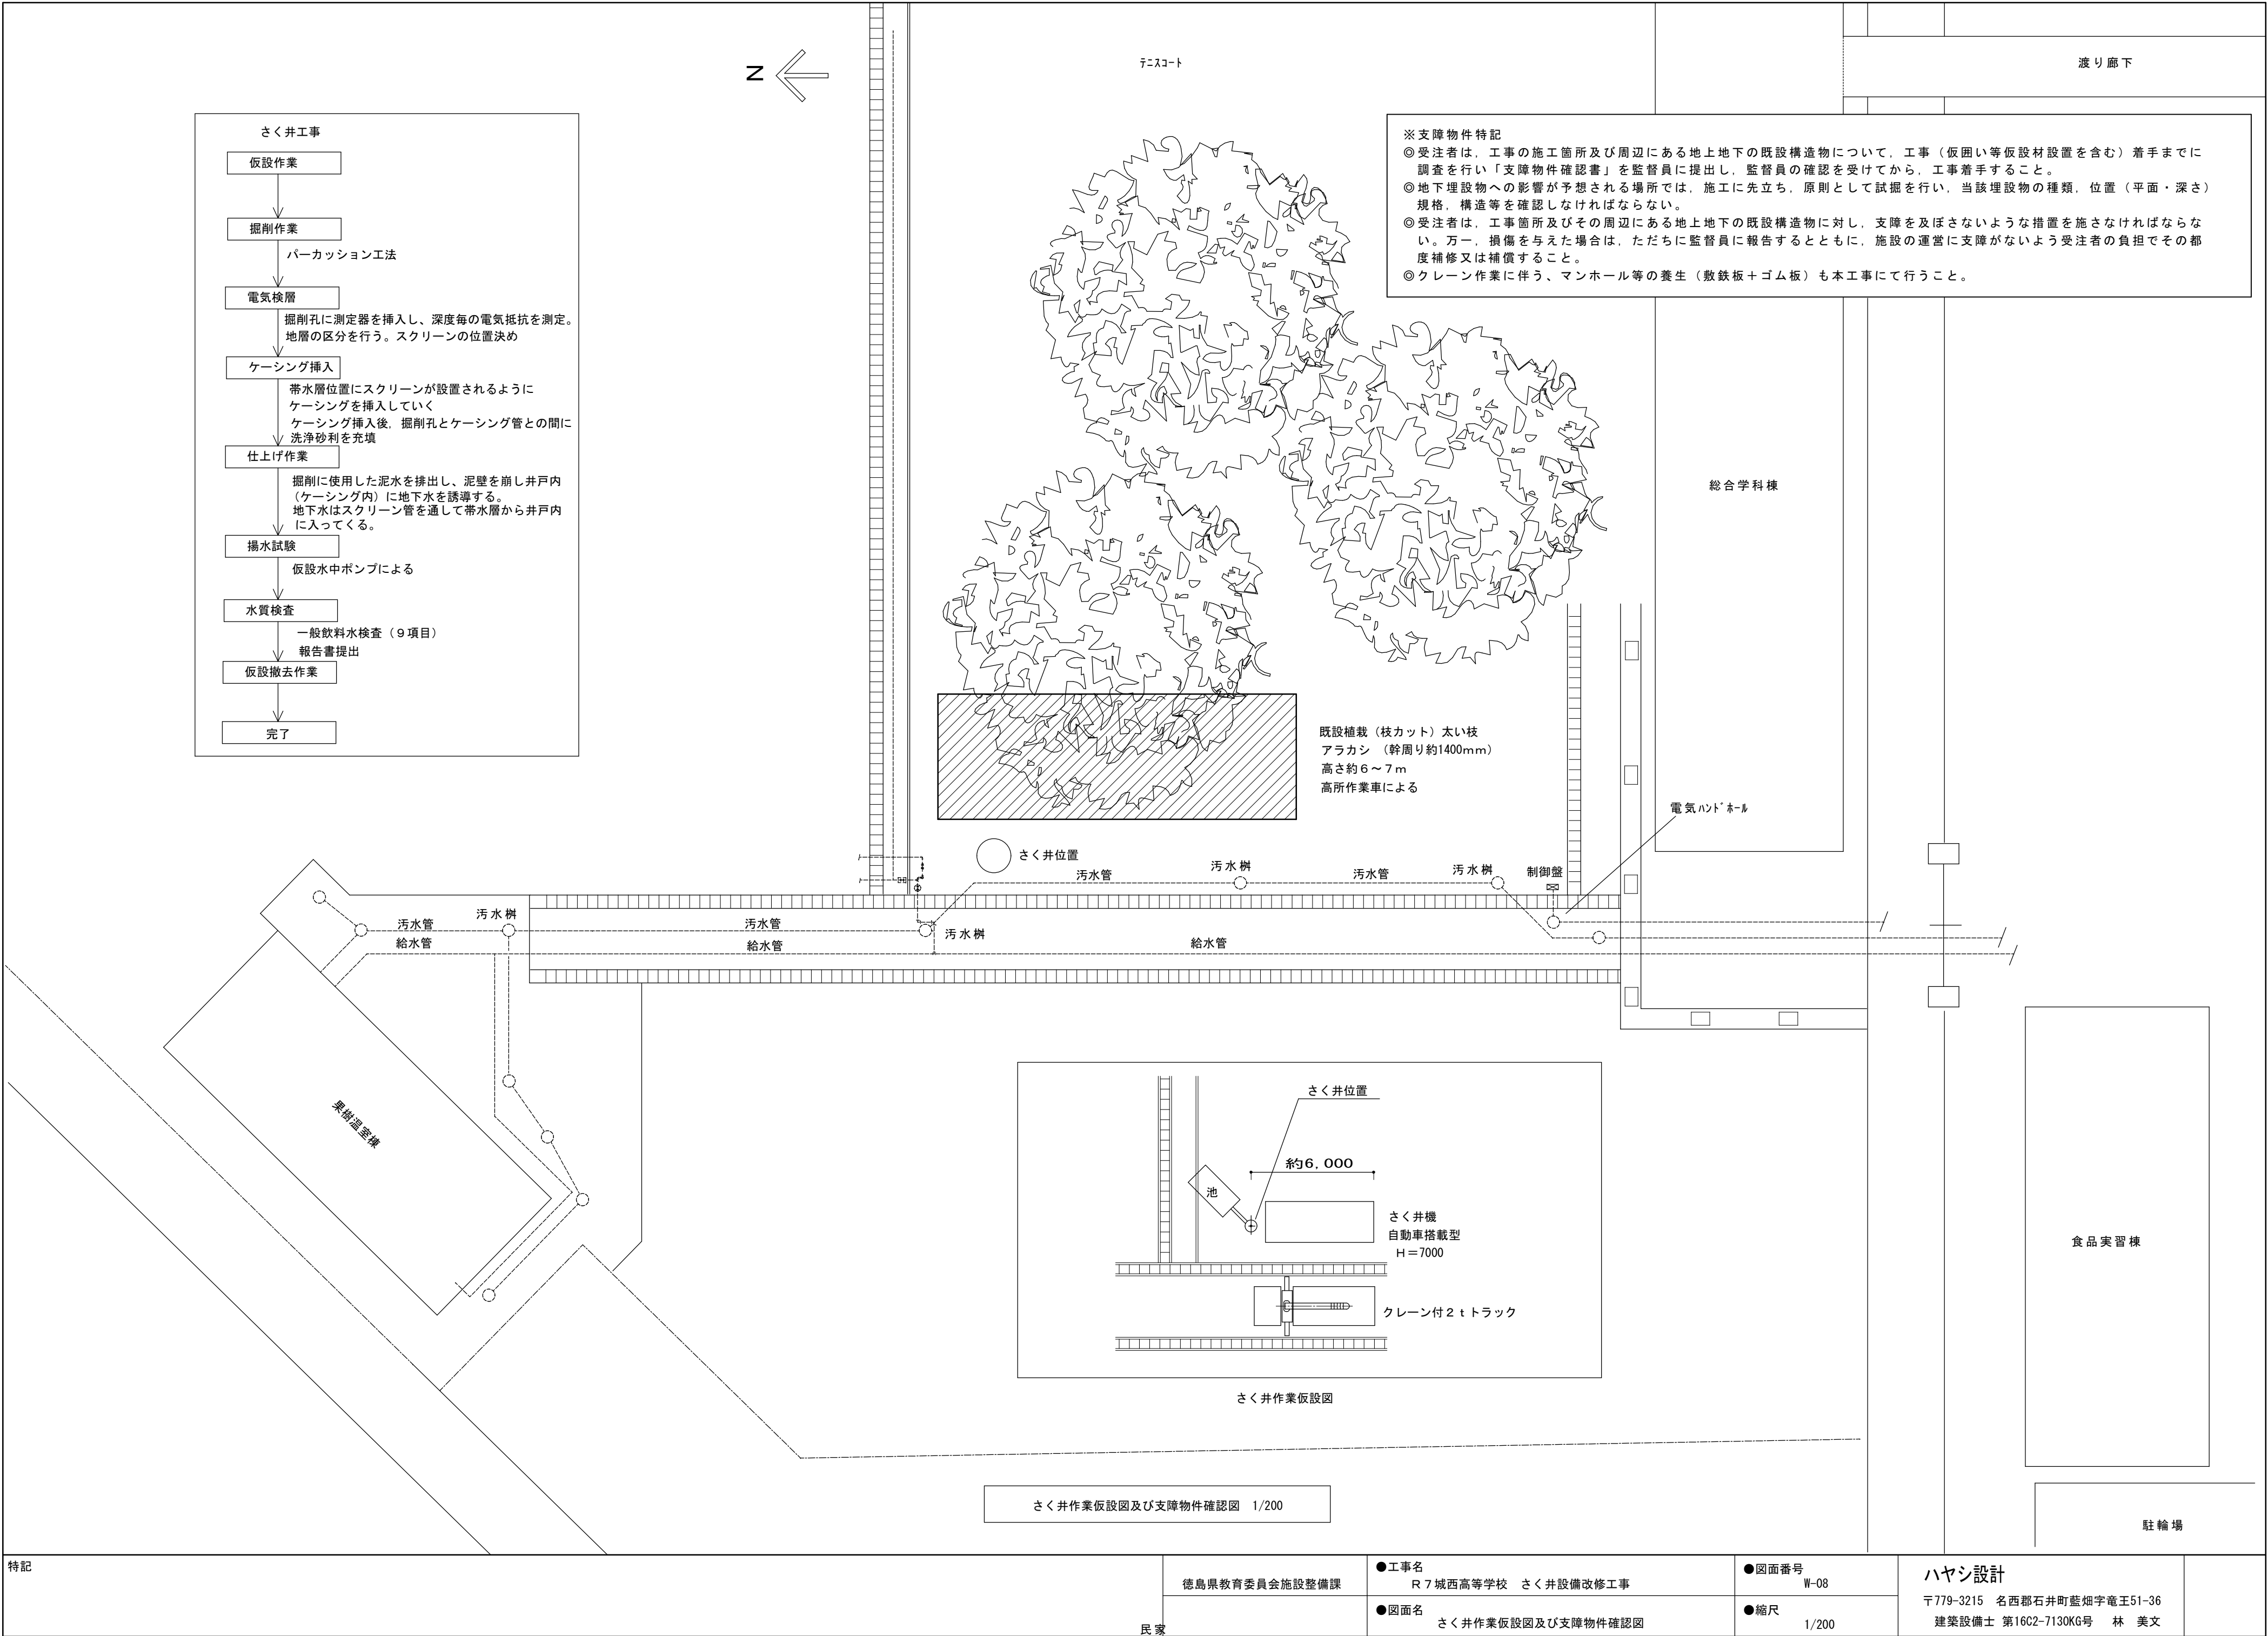 N
テニスコート
渡り廊下
さく井工事
仮設作業
掘削作業
パーカッション工法
電気検層
掘削孔に測定器を挿入し、深度毎の電気抵抗を測定。
地層の区分を行う。スクリーンの位置決め
ケーシング挿入
帯水層位置にスクリーンが設置されるように
ケーシングを挿入していく
ケーシング挿入後，掘削孔とケーシング管との間に
洗浄砂利を充填
仕上げ作業
掘削に使用した泥水を排出し、泥壁を崩し井戸内
（ケーシング内）に地下水を誘導する。
地下水はスクリーン管を通して帯水層から井戸内
に入ってくる。
揚水試験
仮設水中ポンプによる
水質検査
一般飲料水検査（９項目）
報告書提出
仮設撤去作業
完了
※支障物件特記
◎受注者は，工事の施工箇所及び周辺にある地上地下の既設構造物について，工事（仮囲い等仮設材設置を含む）着手までに
調査を行い「支障物件確認書」を監督員に提出し，監督員の確認を受けてから，工事着手すること。
◎地下埋設物への影響が予想される場所では，施工に先立ち，原則として試掘を行い，当該埋設物の種類，位置（平面・深さ）
規格，構造等を確認しなければならない。
◎受注者は，工事箇所及びその周辺にある地上地下の既設構造物に対し，支障を及ぼさないような措置を施さなければならな
い。万一，損傷を与えた場合は，ただちに監督員に報告するとともに，施設の運営に支障がないよう受注者の負担でその都
度補修又は補償すること。
◎クレーン作業に伴う、マンホール等の養生（敷鉄板＋ゴム板）も本工事にて行うこと。
総合学科棟
既設植栽（枝カット）太い枝
アラカシ （幹周り約1400ｍｍ）
高さ約６～７ｍ
高所作業車による
電気ﾊﾝﾄﾞﾎｰﾙ
さく井位置
汚水管
汚水桝
汚水管
汚水桝
制御盤
汚水管
汚水桝
汚水管
汚水桝
給水管
給水管
給水管
果樹温室棟
さく井位置
約6,000
池
さく井機
自動車搭載型
Ｈ＝7000
クレーン付２ｔトラック
さく井作業仮設図
食品実習棟
さく井作業仮設図及び支障物件確認図 1/200
駐輪場
特記
民家
徳島県教育委員会施設整備課
●工事名
Ｒ７城西高等学校 さく井設備改修工事
●図面名
さく井作業仮設図及び支障物件確認図
●図面番号
W-08
●縮尺
1/200
ハヤシ設計
〒779-3215 名西郡石井町藍畑字竜王51-36
建築設備士 第16C2-7130KG号 林 美文